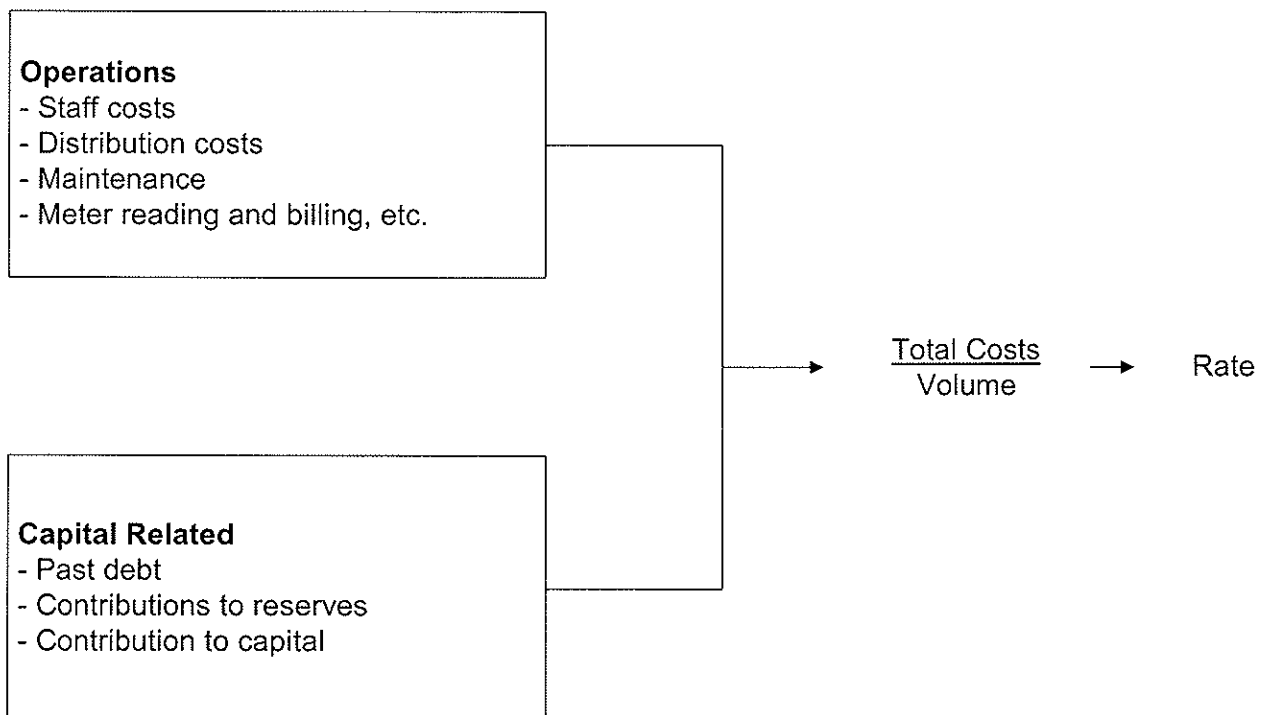 Operations
- Staff costs
- Distribution costs
- Maintenance
- Meter reading and billing, etc.
Total Costs
Volume
Rate
Capital Related
- Past debt
- Contributions to reserves
- Contribution to capital